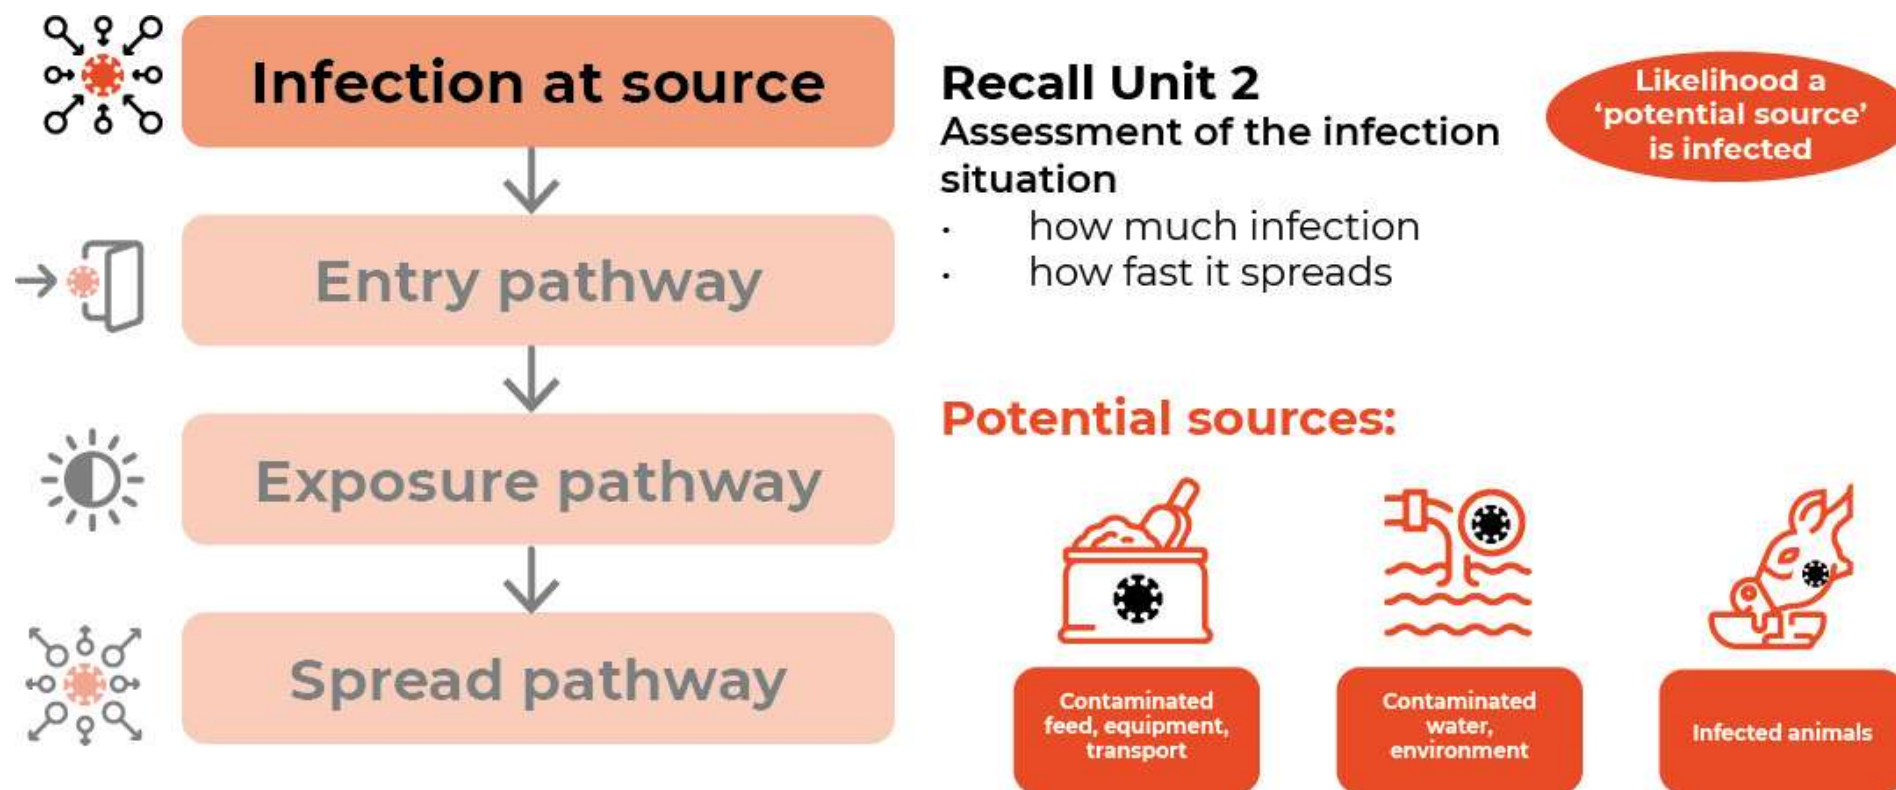 Infection at source
Entry pathway
Exposure pathway
Spread pathway
Recall Unit 2
Assessment of the infection
situation
· how much infection
· how fast it spreads
Likelihood a
‘potential source’
is infected
Potential sources:
Contaminated
feed, equipment,
transport
Contaminated
water,
environment
Infected animals